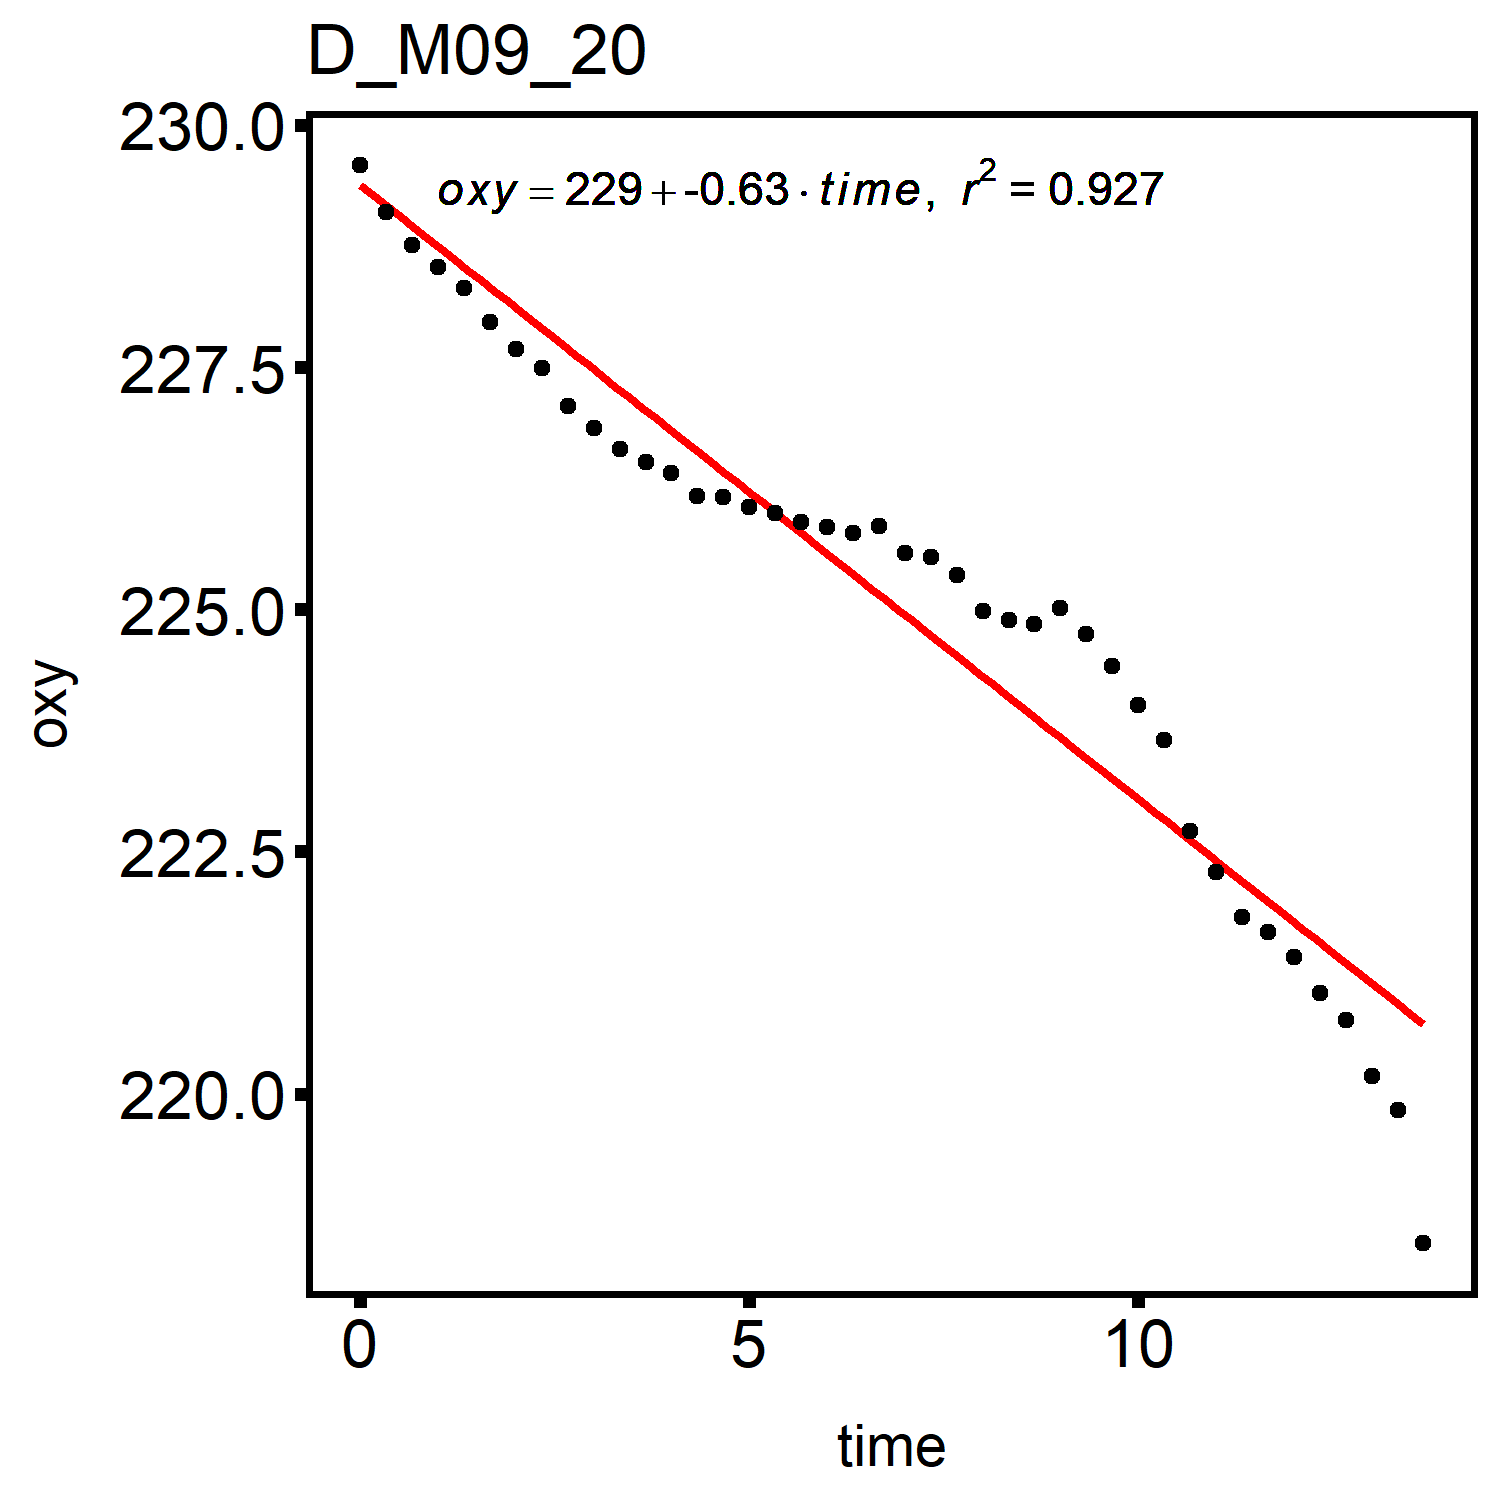 D_M09_20
230.0
oxy = 229 + -0.63 · time, r² = 0.927
227.5
225.0
oxy
222.5
220.0
0 5 10
time